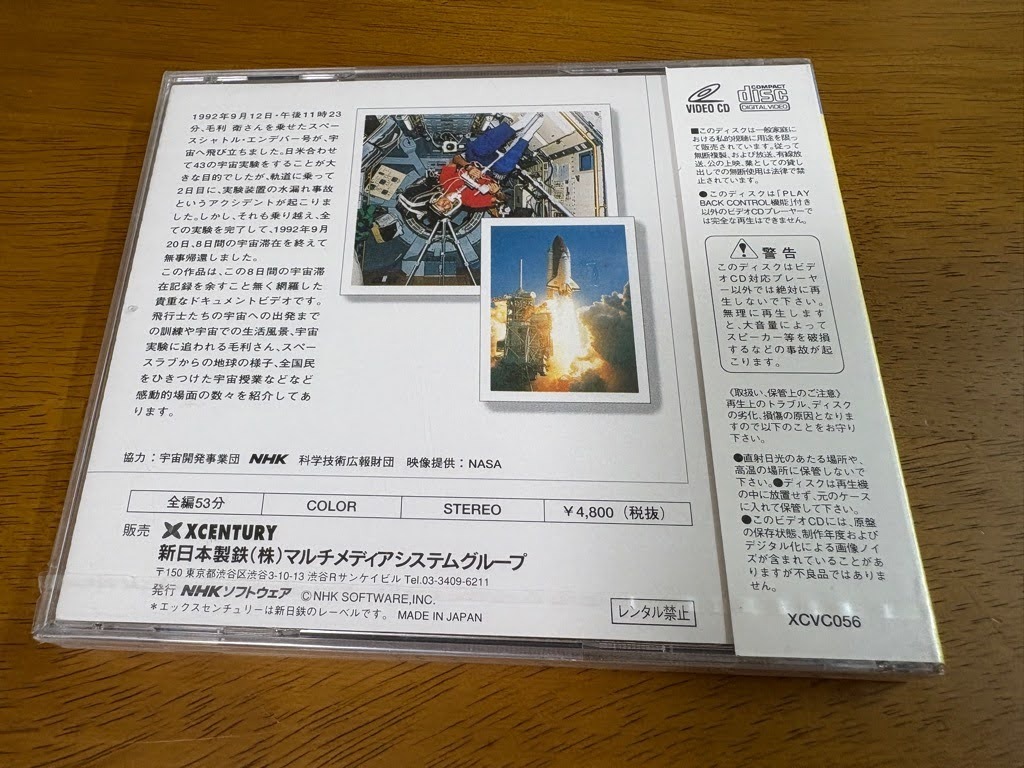 1992年9月12日・午後11時23
分、毛利 衛さんを乗せたスペー
スシャトル・エンデバー号が、宇
宙へ飛び立ちました。日米合わせ
て43の宇宙実験をすることが大
きな目的でしたが、軌道に乗って
2日目に、実験装置の水漏れ事故
というアクシデントが起こりま
した。しかし、それも乗り越え、全
ての実験を完了して、1992年9月
20日、8日間の宇宙滞在を終えて
無事帰還しました。
この作品は、この8日間の宇宙滞
在記録を余すこと無く網羅した
貴重なドキュメントビデオです。
飛行士たちの宇宙への出発まで
の訓練や宇宙での生活風景、宇宙
実験に追われる毛利さん、スペー
スラブからの地球の様子、全国民
をひきつけた宇宙授業などなど
感動的場面の数々を紹介してあ
ります。
協力：宇宙開発事業団 NHK 科学技術広報財団 映像提供：NASA
全編53分 COLOR STEREO ￥4,800（税抜）
販売 XCENTURY
新日本製鉄（株）マルチメディアシステムグループ
〒150 東京都渋谷区渋谷3-10-13 渋谷Rサンケイビル Tel.03-3409-6211
発行 NHKソフトウェア ©NHK SOFTWARE,INC.
＊エックスセンチュリーは新日鉄のレーベルです。 MADE IN JAPAN
レンタル禁止
VIDEO CD
COMPACT
disc
DIGITAL VIDEO
■このディスクは一般家庭に
おける私的視聴に用途を限っ
て販売されています。従って
無断複製、および放送、有線放
送、公の上映、業としての貸し
出しでの無断使用は法律で禁
止されています。
●このディスクは「PLAY
BACK CONTROL機能」付き
以外のビデオCDプレーヤーで
は完全な再生はできません。
警告
このディスクはビデ
オCD対応プレーヤ
ー以外では絶対に再
生しないで下さい。
無理に再生します
と、大音量によって
スピーカー等を破損
するなどの事故が起
こります。
《取扱い、保管上のご注意》
再生上のトラブル、ディスク
の劣化、損傷の原因となりま
すので以下のことをお守り
下さい。
●直射日光のあたる場所や、
高温の場所に保管しないで
下さい。●ディスクは再生機
の中に放置せず、元のケース
に入れて保管して下さい。
●このビデオCDには、原盤
の保存状態、制作年度および
デジタル化による画像ノイ
ズが含まれていることがあ
りますが不良品ではありま
せん。
XCVC056